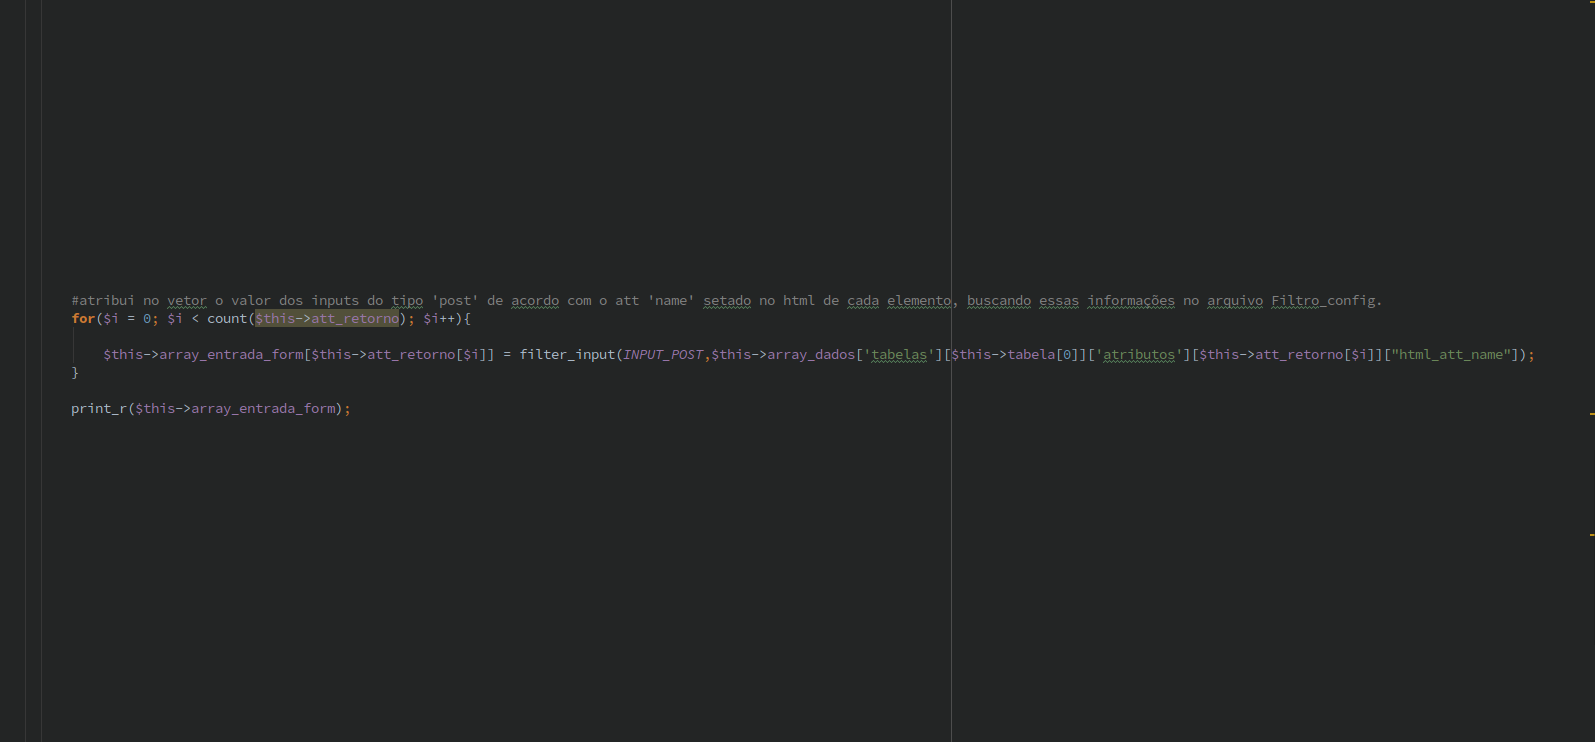 #atribui no vetor o valor dos inputs do tipo 'post' de acordo com o att 'name' setado no html de cada elemento, buscando essas informações no arquivo Filtro_config.
for($i = 0; $i < count($this->att_retorno); $i++){
$this->array_entrada_form[$this->att_retorno[$i]] = filter_input(INPUT_POST,$this->array_dados['tabelas'][$this->tabela[0]]['atributos'][$this->att_retorno[$i]]["html_att_name"]);
}
print_r($this->array_entrada_form);